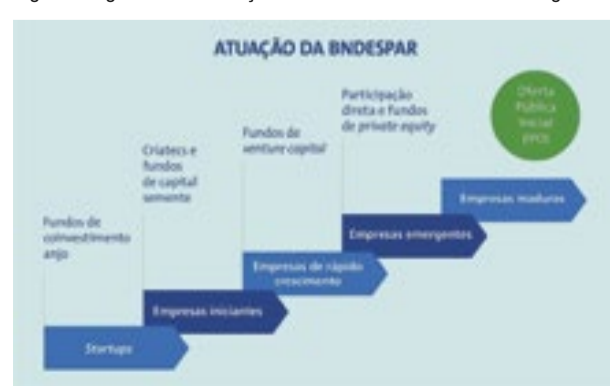 ATUAÇÃO DA BNDESPAR
Participação
direta e fundos
de private equity
Oferta
Pública
Inicial
(IPO)
Fundos de
venture capital
Criatecs e
fundos
de capital
semente
Fundos de
coinvestimento
anjo
Empresas maduras
Empresas emergentes
Empresas de rápido
crescimento
Empresas iniciantes
Startups